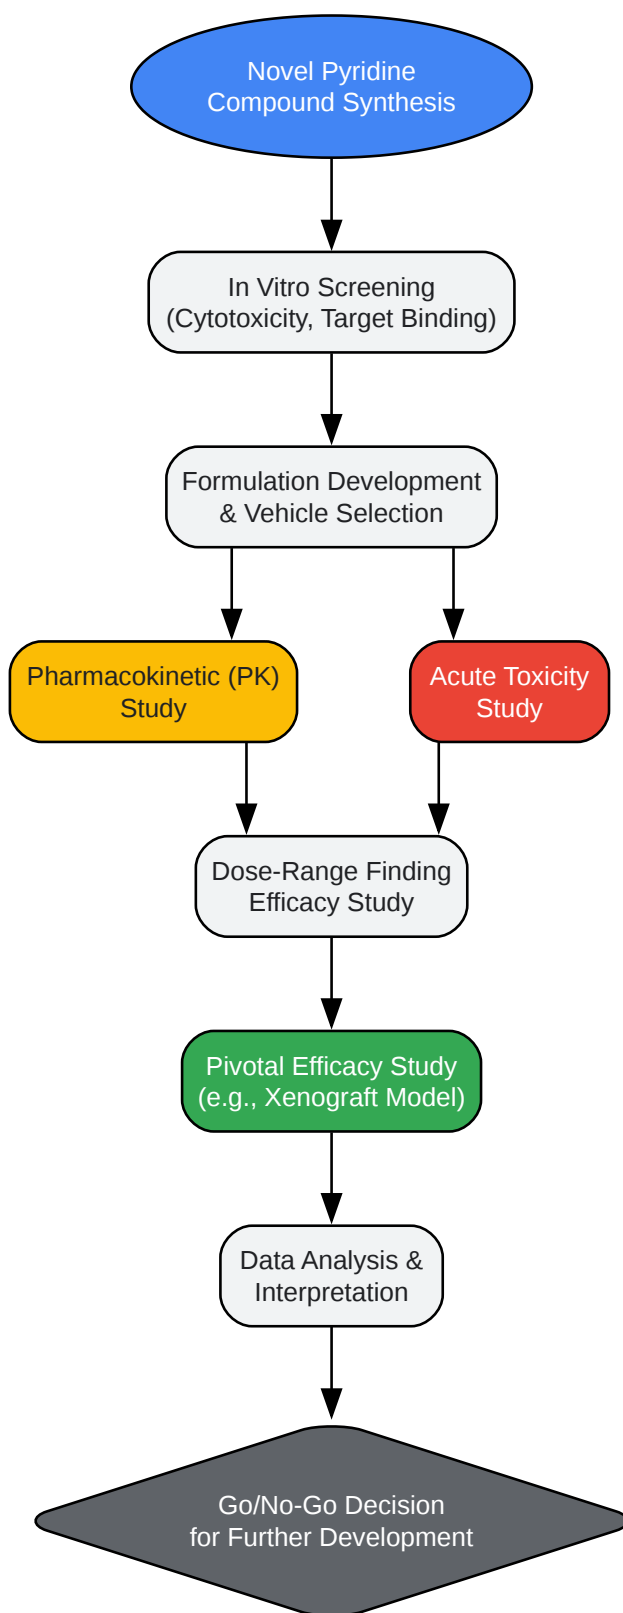 Novel Pyridine
Compound Synthesis
In Vitro Screening
(Cytotoxicity, Target Binding)
Formulation Development
& Vehicle Selection
Pharmacokinetic (PK)
Study
Acute Toxicity
Study
Dose-Range Finding
Efficacy Study
Pivotal Efficacy Study
(e.g., Xenograft Model)
Data Analysis &
Interpretation
Go/No-Go Decision
for Further Development